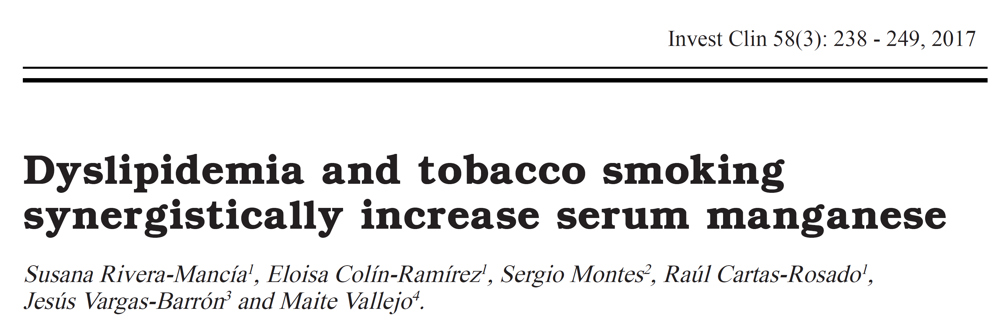 Invest Clin 58(3): 238 - 249, 2017
Dyslipidemia and tobacco smoking
synergistically increase serum manganese
Susana Rivera-Mancía¹, Eloisa Colín-Ramírez¹, Sergio Montes², Raúl Cartas-Rosado¹,
Jesús Vargas-Barrón³ and Maite Vallejo⁴.